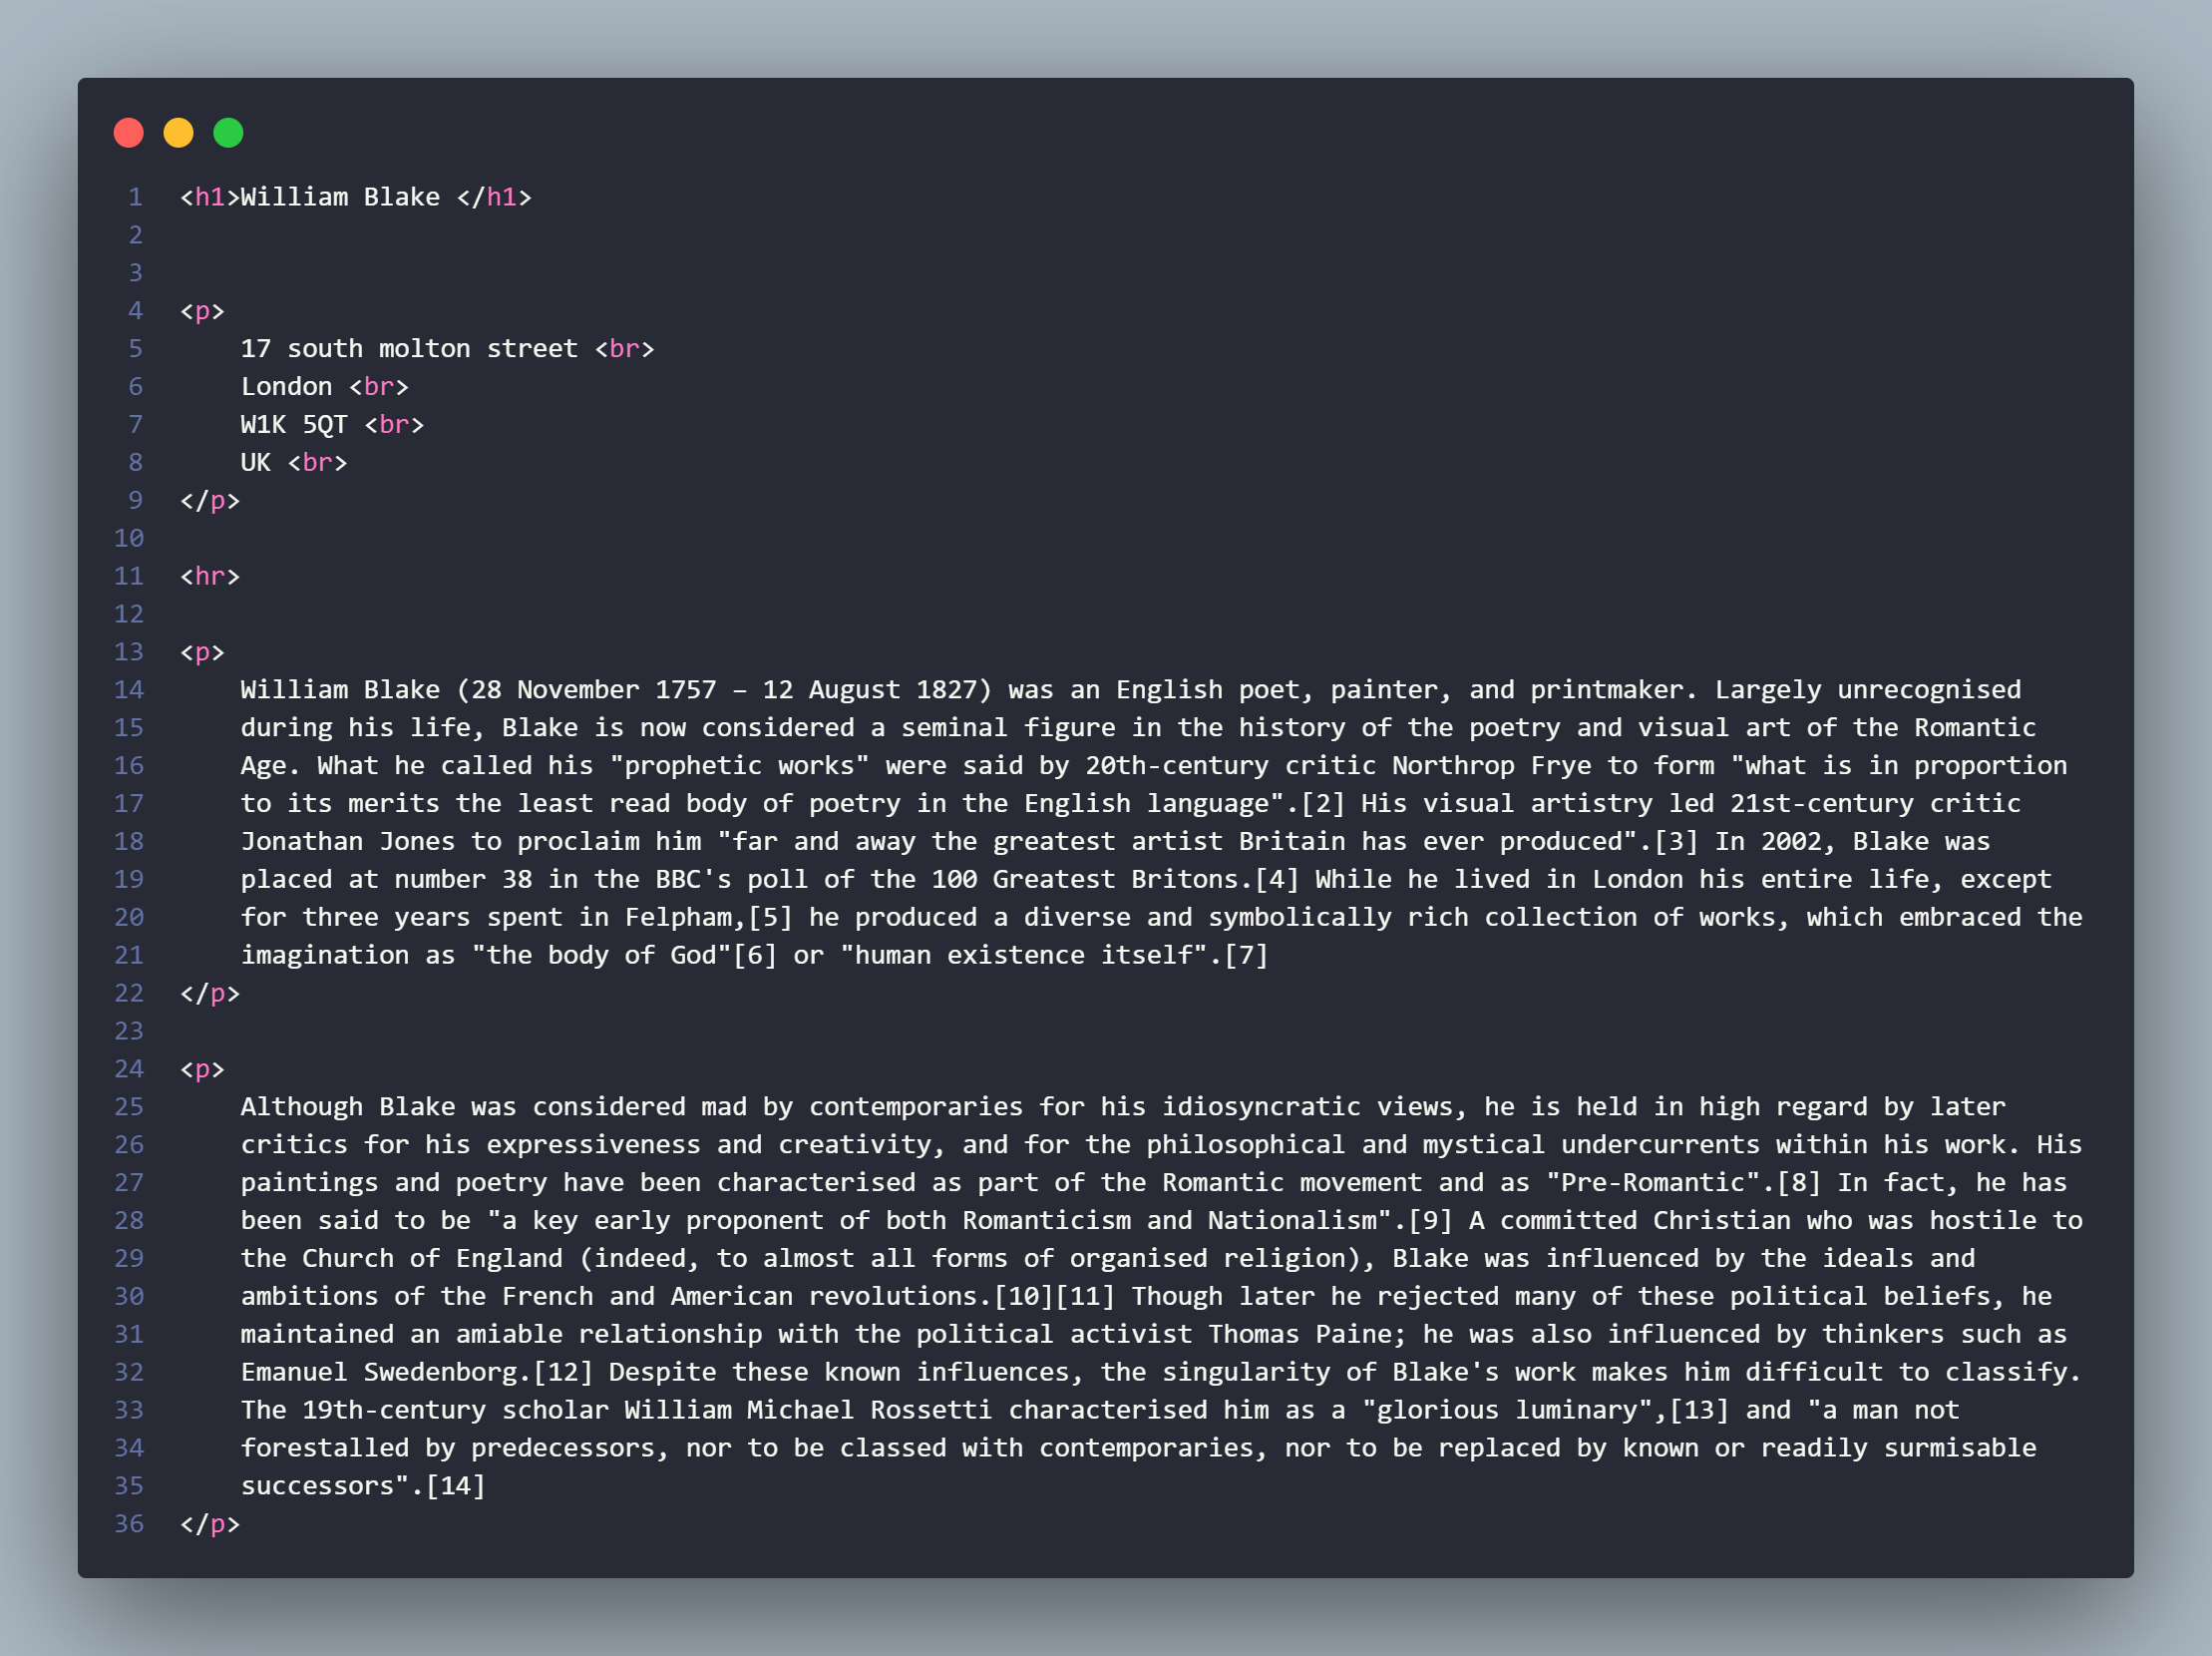 1 <h1>William Blake </h1>
2
3
4 <p>
5 17 south molton street <br>
6 London <br>
7 W1K 5QT <br>
8 UK <br>
9 </p>
10
11 <hr>
12
13 <p>
14 William Blake (28 November 1757 – 12 August 1827) was an English poet, painter, and printmaker. Largely unrecognised
15 during his life, Blake is now considered a seminal figure in the history of the poetry and visual art of the Romantic
16 Age. What he called his "prophetic works" were said by 20th-century critic Northrop Frye to form "what is in proportion
17 to its merits the least read body of poetry in the English language".[2] His visual artistry led 21st-century critic
18 Jonathan Jones to proclaim him "far and away the greatest artist Britain has ever produced".[3] In 2002, Blake was
19 placed at number 38 in the BBC's poll of the 100 Greatest Britons.[4] While he lived in London his entire life, except
20 for three years spent in Felpham,[5] he produced a diverse and symbolically rich collection of works, which embraced the
21 imagination as "the body of God"[6] or "human existence itself".[7]
22 </p>
23
24 <p>
25 Although Blake was considered mad by contemporaries for his idiosyncratic views, he is held in high regard by later
26 critics for his expressiveness and creativity, and for the philosophical and mystical undercurrents within his work. His
27 paintings and poetry have been characterised as part of the Romantic movement and as "Pre-Romantic".[8] In fact, he has
28 been said to be "a key early proponent of both Romanticism and Nationalism".[9] A committed Christian who was hostile to
29 the Church of England (indeed, to almost all forms of organised religion), Blake was influenced by the ideals and
30 ambitions of the French and American revolutions.[10][11] Though later he rejected many of these political beliefs, he
31 maintained an amiable relationship with the political activist Thomas Paine; he was also influenced by thinkers such as
32 Emanuel Swedenborg.[12] Despite these known influences, the singularity of Blake's work makes him difficult to classify.
33 The 19th-century scholar William Michael Rossetti characterised him as a "glorious luminary",[13] and "a man not
34 forestalled by predecessors, nor to be classed with contemporaries, nor to be replaced by known or readily surmisable
35 successors".[14]
36 </p>